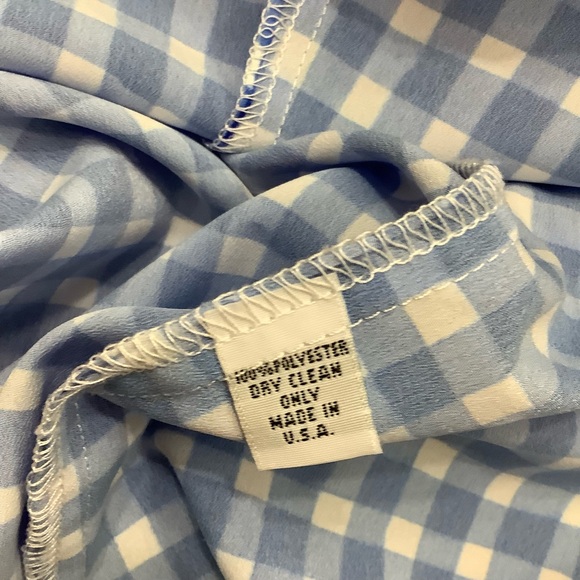 100% POLYESTER
DRY CLEAN
ONLY
MADE IN
U.S.A.